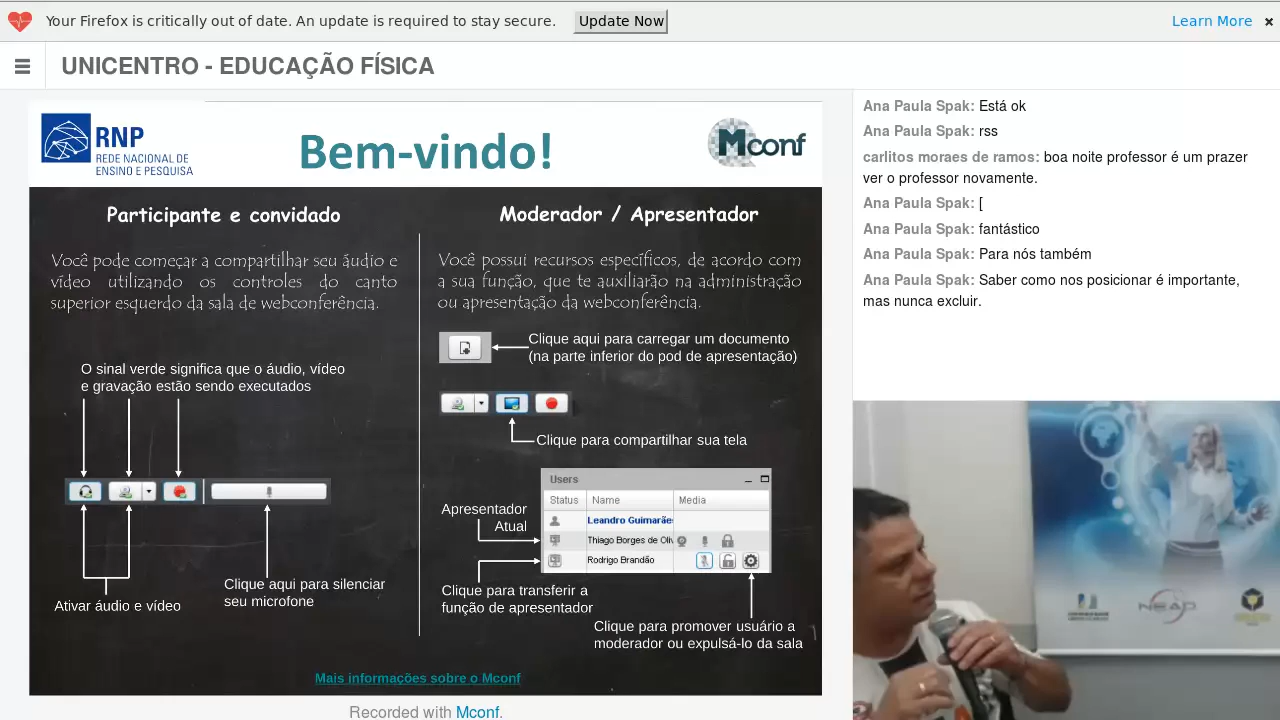 Your Firefox is critically out of date. An update is required to stay secure.
Update Now
Learn More
UNICENTRO - EDUCAÇÃO FÍSICA
RNP
REDE NACIONAL DE
ENSINO E PESQUISA
Bem-vindo!
Mconf
Participante e convidado
Você pode começar a compartilhar seu áudio e
vídeo utilizando os controles do canto
superior esquerdo da sala de webconferência.
O sinal verde significa que o áudio, vídeo
e gravação estão sendo executados
Ativar áudio e vídeo
Clique aqui para silenciar
seu microfone
Moderador / Apresentador
Você possui recursos específicos, de acordo com
a sua função, que te auxiliarão na administração
ou apresentação da webconferência.
Clique aqui para carregar um documento
(na parte inferior do pod de apresentação)
Clique para compartilhar sua tela
Users
Status Name Media
Leandro Guimarães
Thiago Borges de Oliv
Rodrigo Brandão
Apresentador
Atual
Clique para transferir a
função de apresentador
Clique para promover usuário a
moderador ou expulsá-lo da sala
Mais informações sobre o Mconf
Recorded with Mconf.
Ana Paula Spak: Está ok
Ana Paula Spak: rss
carlitos moraes de ramos: boa noite professor é um prazer
ver o professor novamente.
Ana Paula Spak: [
Ana Paula Spak: fantástico
Ana Paula Spak: Para nós também
Ana Paula Spak: Saber como nos posicionar é importante,
mas nunca excluir.
NEAD